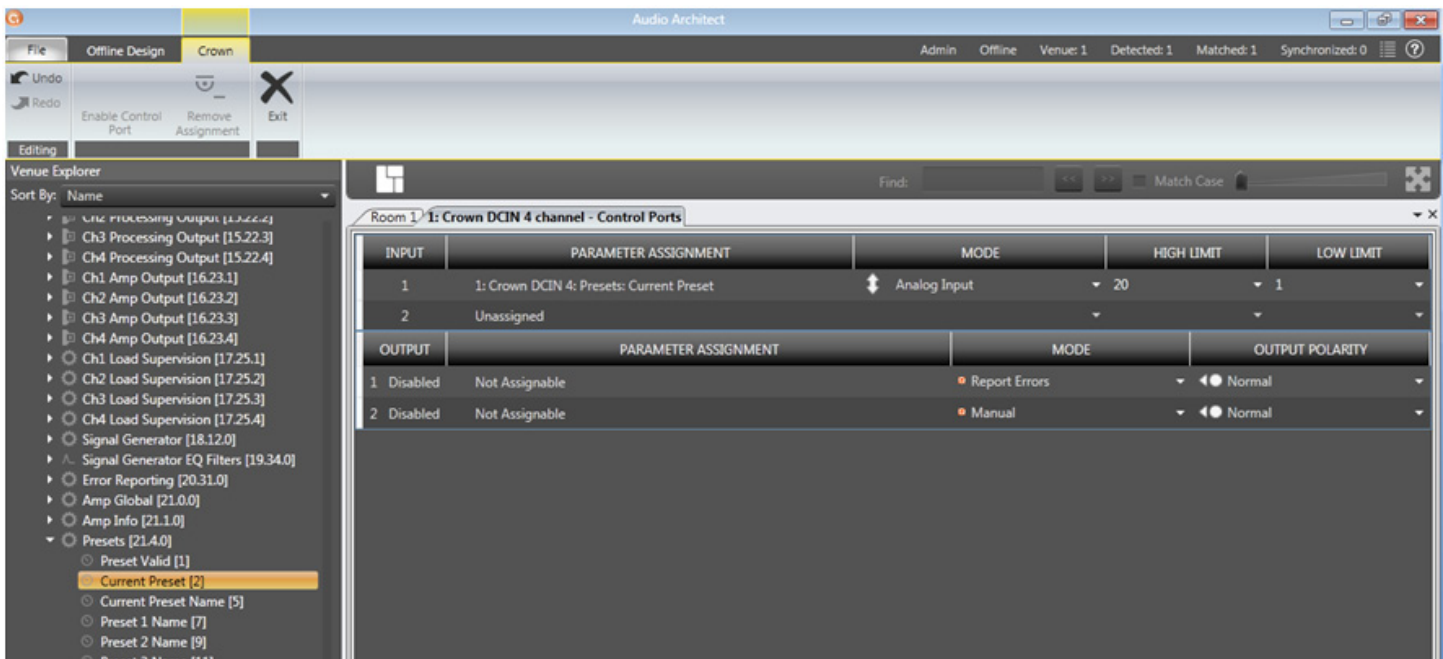 Audio Architect
File Offline Design Crown Admin Offline Venue: 1 Detected: 1 Matched: 1 Synchronized: 0 ?
Undo
Redo
Enable Control Port
Remove Assignment
Exit
Editing
Venue Explorer
Sort By: Name
Find: << >> Match Case
Room 1 1: Crown DCIN 4 channel - Control Ports
Ch2 Processing Output [15.22.2]
Ch3 Processing Output [15.22.3]
Ch4 Processing Output [15.22.4]
Ch1 Amp Output [16.23.1]
Ch2 Amp Output [16.23.2]
Ch3 Amp Output [16.23.3]
Ch4 Amp Output [16.23.4]
Ch1 Load Supervision [17.25.1]
Ch2 Load Supervision [17.25.2]
Ch3 Load Supervision [17.25.3]
Ch4 Load Supervision [17.25.4]
Signal Generator [18.12.0]
Signal Generator EQ Filters [19.34.0]
Error Reporting [20.31.0]
Amp Global [21.0.0]
Amp Info [21.1.0]
Presets [21.4.0]
Preset Valid [1]
Current Preset [2]
Current Preset Name [5]
Preset 1 Name [7]
Preset 2 Name [9]
INPUT PARAMETER ASSIGNMENT MODE HIGH LIMIT LOW LIMIT
1 1: Crown DCIN 4: Presets: Current Preset Analog Input 20 1
2 Unassigned
OUTPUT PARAMETER ASSIGNMENT MODE OUTPUT POLARITY
1 Disabled Not Assignable Report Errors Normal
2 Disabled Not Assignable Manual Normal